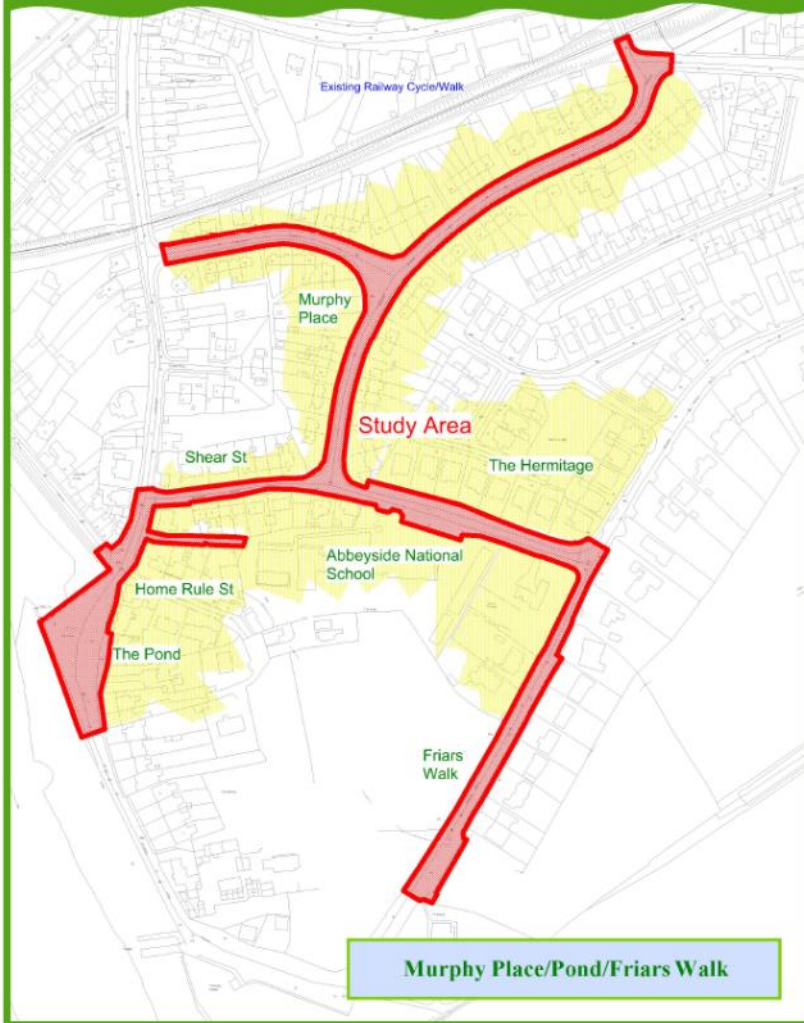 Existing Railway Cycle/Walk
Murphy
Place
Study Area
Shear St
The Hermitage
Abbeyside National
School
Home Rule St
The Pond
Friars
Walk
Murphy Place/Pond/Friars Walk